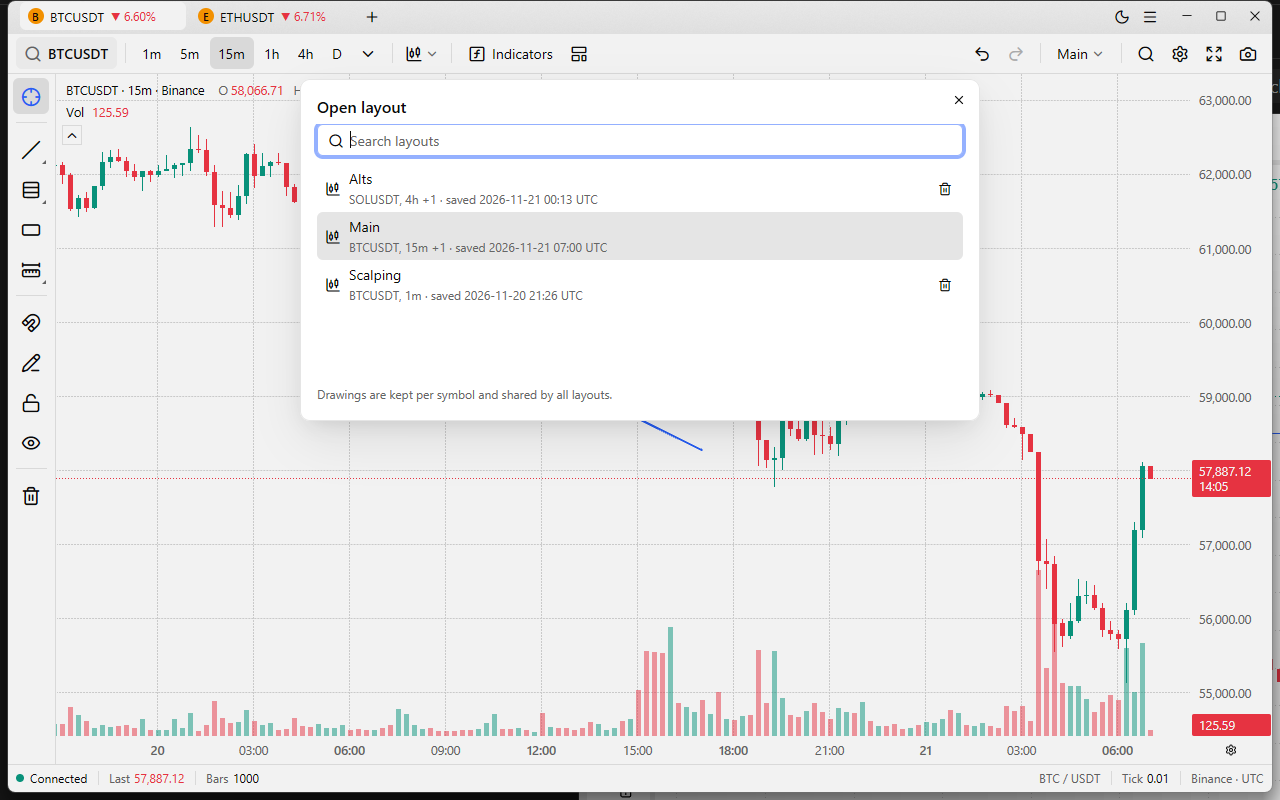 BTCUSDT ▼ 6.60% ETHUSDT ▼ 6.71%
BTCUSDT 1m 5m 15m 1h 4h D Indicators Main
BTCUSDT · 15m · Binance O 58,066.71 H
Vol 125.59
Open layout
Search layouts
Alts
SOLUSDT, 4h +1 · saved 2026-11-21 00:13 UTC
Main
BTCUSDT, 15m +1 · saved 2026-11-21 07:00 UTC
Scalping
BTCUSDT, 1m · saved 2026-11-20 21:26 UTC
Drawings are kept per symbol and shared by all layouts.
63,000.00
62,000.00
61,000.00
60,000.00
59,000.00
57,887.12
14:05
57,000.00
56,000.00
55,000.00
125.59
20 03:00 06:00 09:00 12:00 15:00 18:00 21:00 21 03:00 06:00
Connected Last 57,887.12 Bars 1000 BTC / USDT Tick 0.01 Binance · UTC